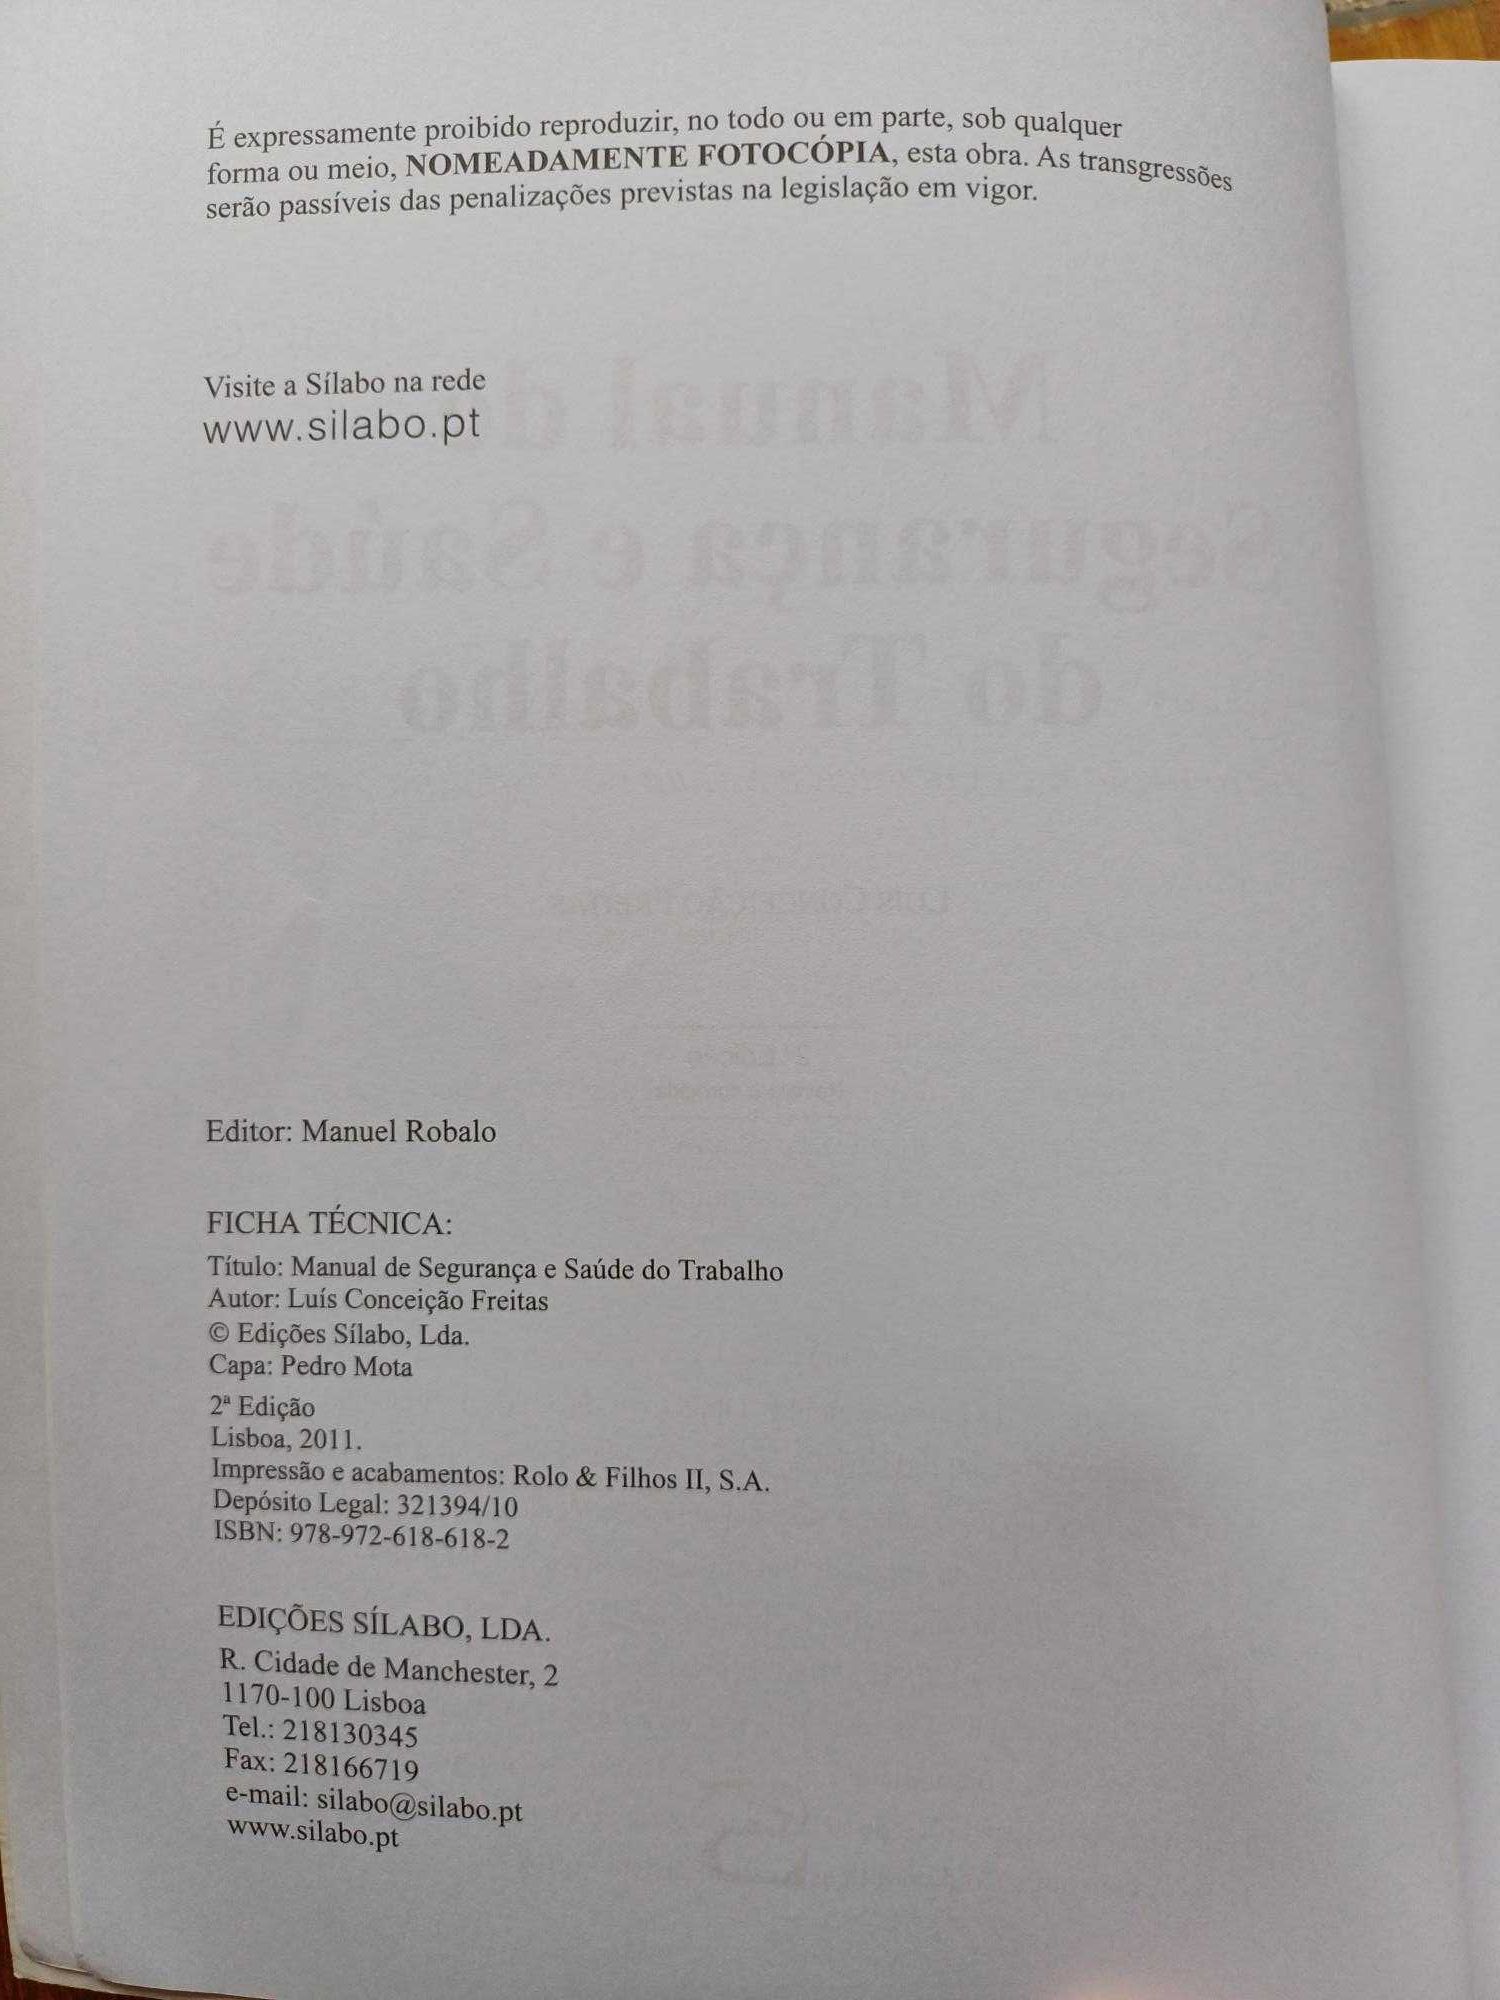 É expressamente proibido reproduzir, no todo ou em parte, sob qualquer
forma ou meio, NOMEADAMENTE FOTOCÓPIA, esta obra. As transgressões
serão passíveis das penalizações previstas na legislação em vigor.
Visite a Sílabo na rede
www.silabo.pt
Editor: Manuel Robalo
FICHA TÉCNICA:
Título: Manual de Segurança e Saúde do Trabalho
Autor: Luís Conceição Freitas
© Edições Sílabo, Lda.
Capa: Pedro Mota
2ª Edição
Lisboa, 2011.
Impressão e acabamentos: Rolo & Filhos II, S.A.
Depósito Legal: 321394/10
ISBN: 978-972-618-618-2
EDIÇÕES SÍLABO, LDA.
R. Cidade de Manchester, 2
1170-100 Lisboa
Tel.: 218130345
Fax: 218166719
e-mail: silabo@silabo.pt
www.silabo.pt